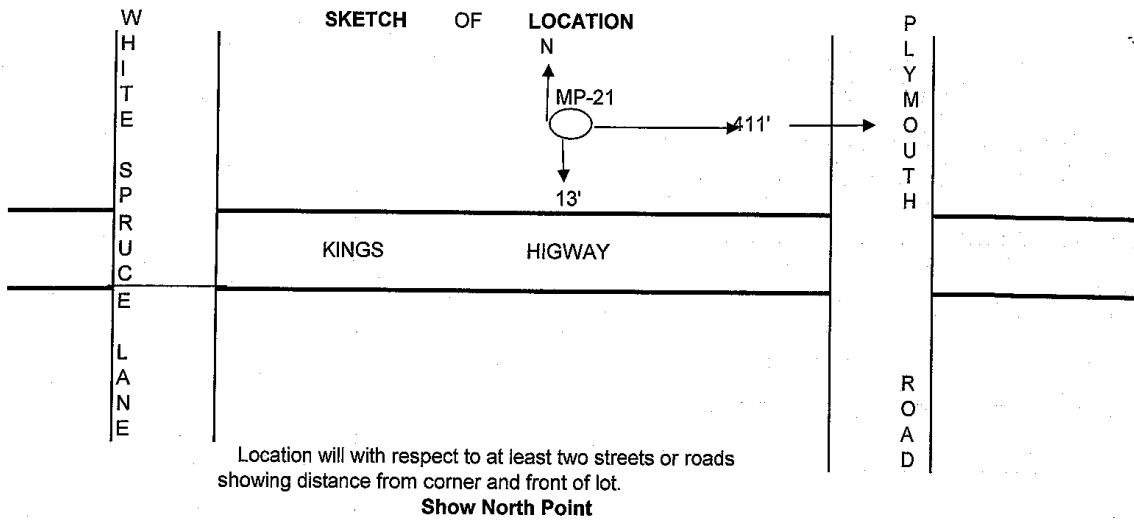 SKETCH OF LOCATION
N
MP-21
411'
13'
WHITE SPRUCE LANE
PLYMOUTH ROAD
KINGS HIGWAY
Location will with respect to at least two streets or roads
showing distance from corner and front of lot.
Show North Point